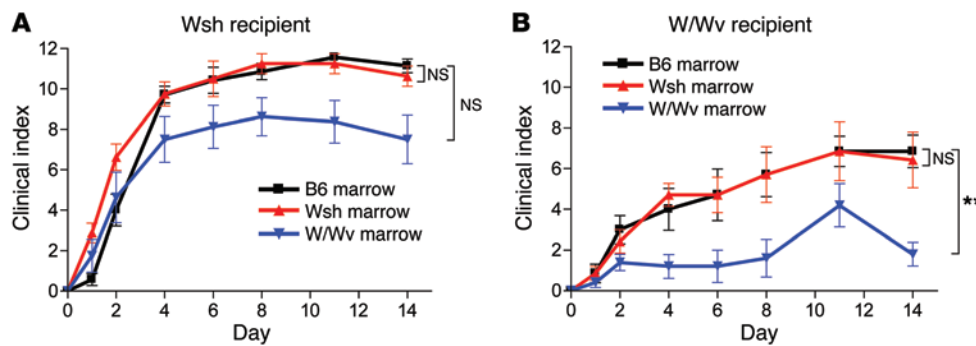 A
Wsh recipient
Clinical index
12
10
8
6
4
2
0
NS
NS
B6 marrow
Wsh marrow
W/Wv marrow
0 2 4 6 8 10 12 14
Day
B
W/Wv recipient
Clinical index
12
10
8
6
4
2
0
B6 marrow
Wsh marrow
W/Wv marrow
NS
**
0 2 4 6 8 10 12 14
Day